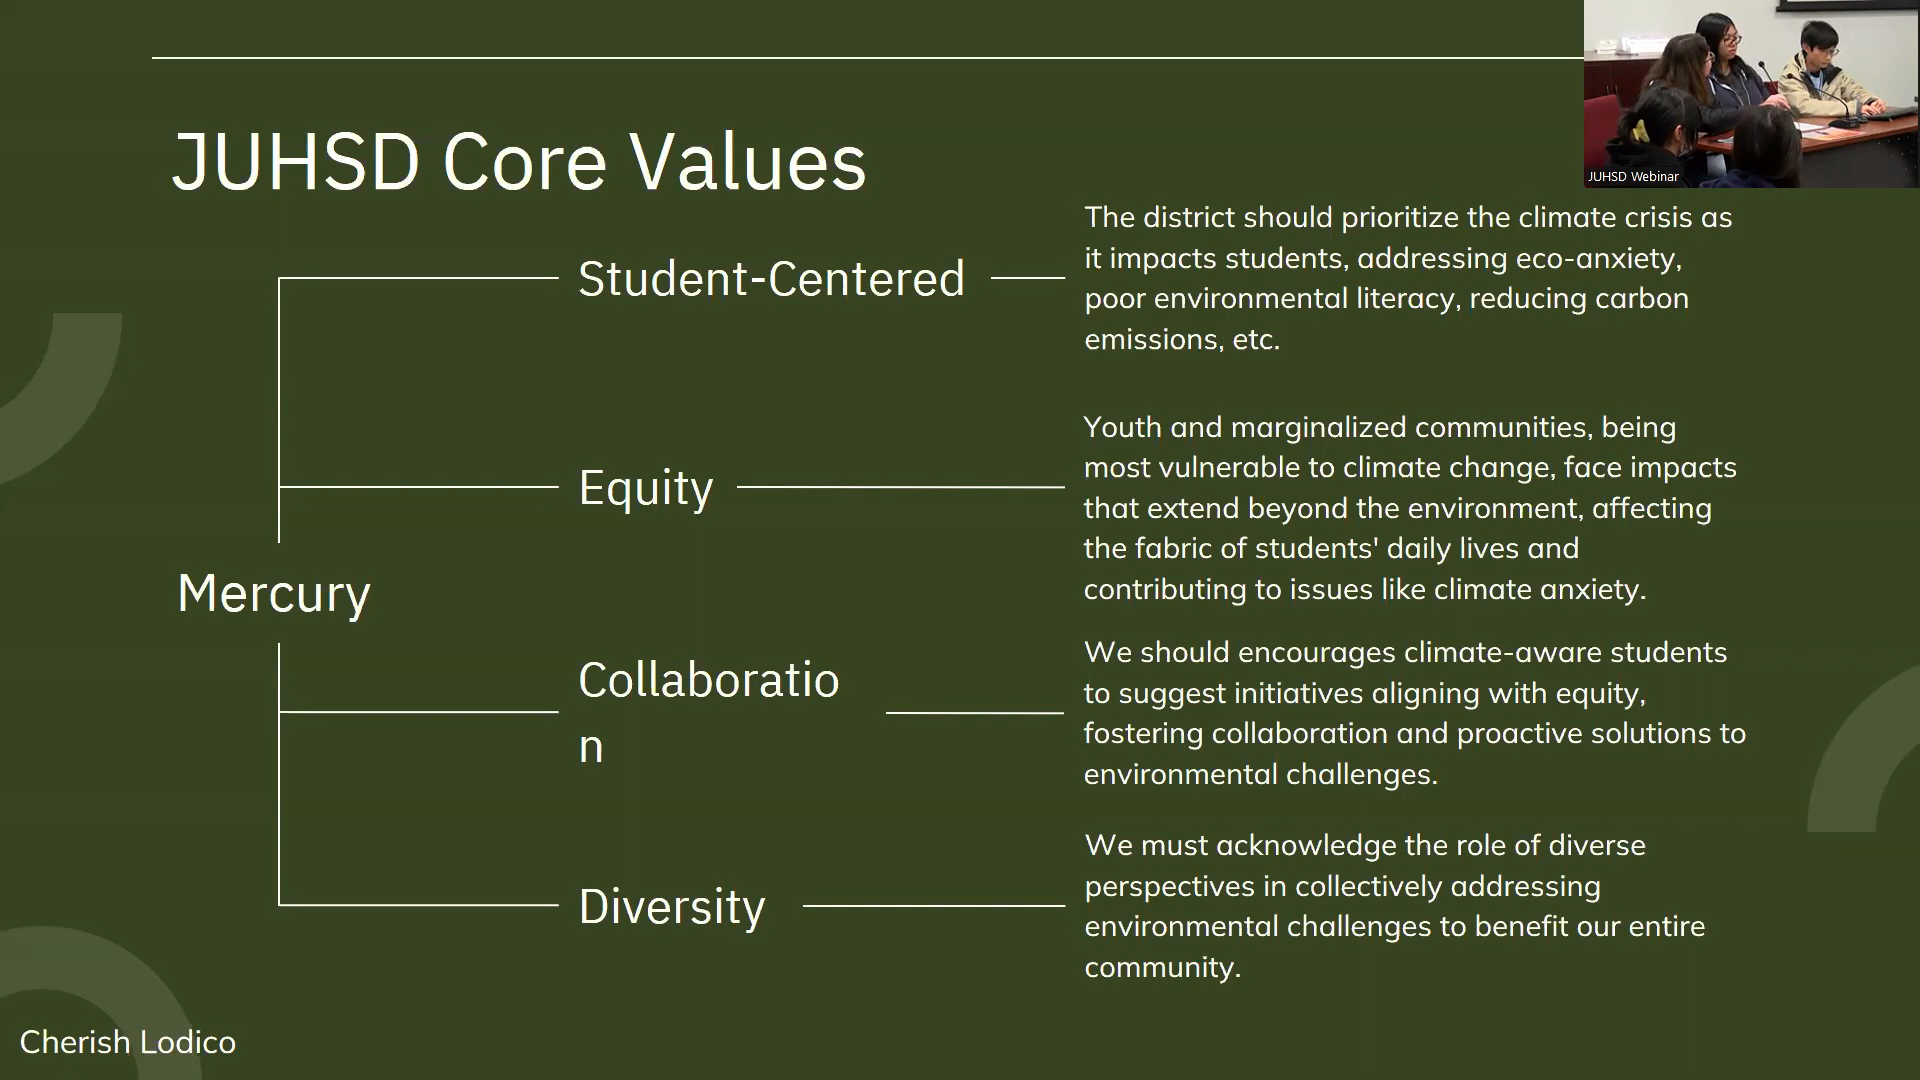 JUHSD Webinar
JUHSD Core Values
Mercury
Student-Centered
The district should prioritize the climate crisis as
it impacts students, addressing eco-anxiety,
poor environmental literacy, reducing carbon
emissions, etc.
Equity
Youth and marginalized communities, being
most vulnerable to climate change, face impacts
that extend beyond the environment, affecting
the fabric of students' daily lives and
contributing to issues like climate anxiety.
Collaboratio
n
We should encourages climate-aware students
to suggest initiatives aligning with equity,
fostering collaboration and proactive solutions to
environmental challenges.
Diversity
We must acknowledge the role of diverse
perspectives in collectively addressing
environmental challenges to benefit our entire
community.
Cherish Lodico